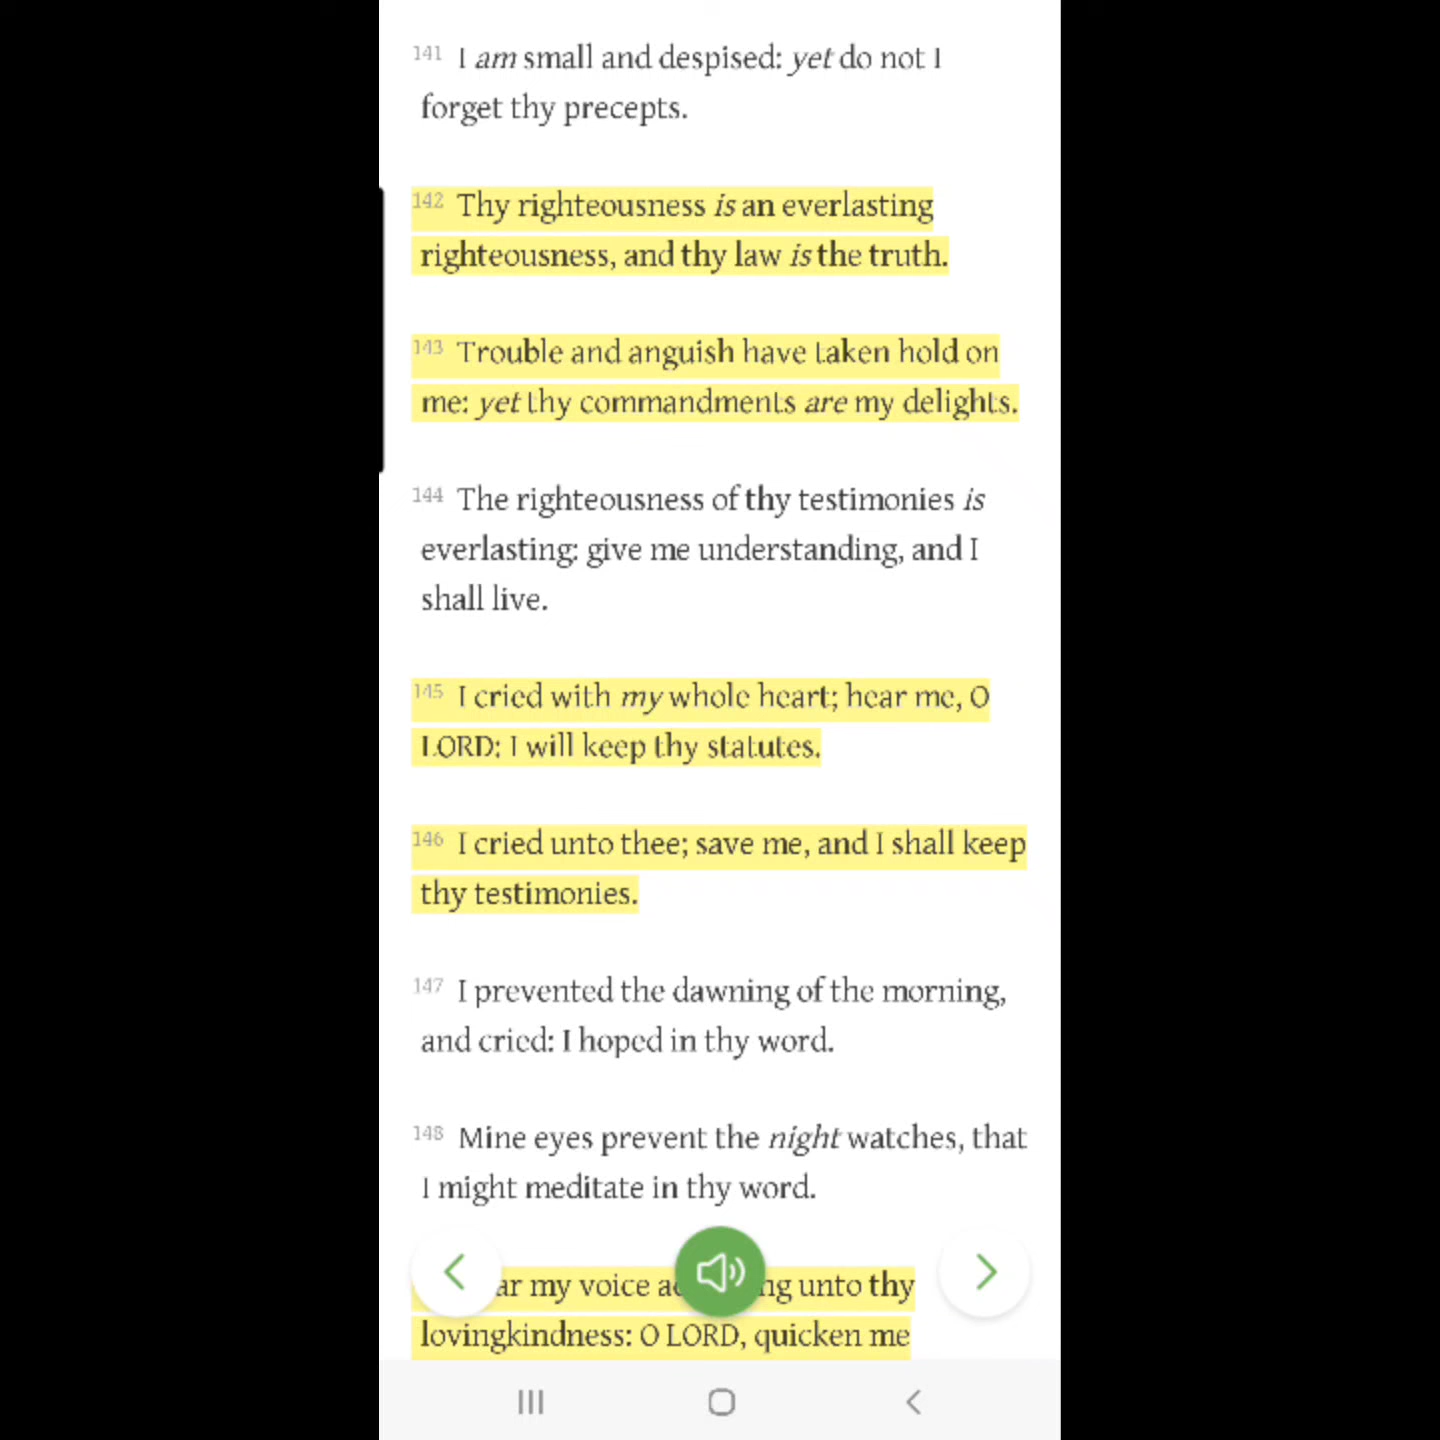 141 I am small and despised: yet do not I
forget thy precepts.
142 Thy righteousness is an everlasting
righteousness, and thy law is the truth.
143 Trouble and anguish have taken hold on
me: yet thy commandments are my delights.
144 The righteousness of thy testimonies is
everlasting: give me understanding, and I
shall live.
145 I cried with my whole heart; hear me, O
LORD: I will keep thy statutes.
146 I cried unto thee; save me, and I shall keep
thy testimonies.
147 I prevented the dawning of the morning,
and cried: I hoped in thy word.
148 Mine eyes prevent the night watches, that
I might meditate in thy word.
my voice unto thy
lovingkindness: O LORD, quicken me